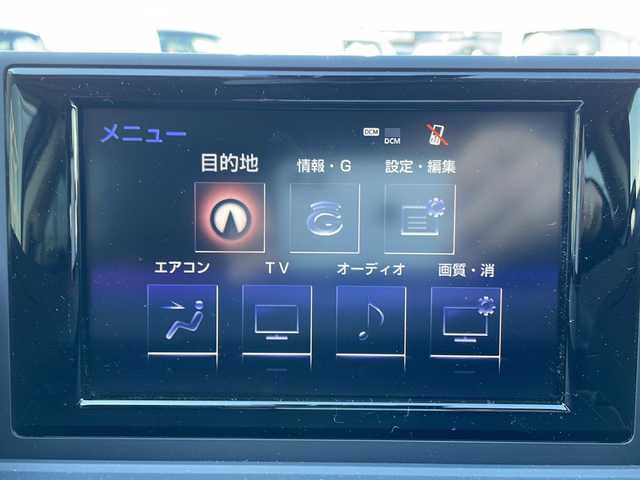 メニュー
DCM
DCM
目的地
情報・G
設定・編集
エアコン
TV
オーディオ
画質・消